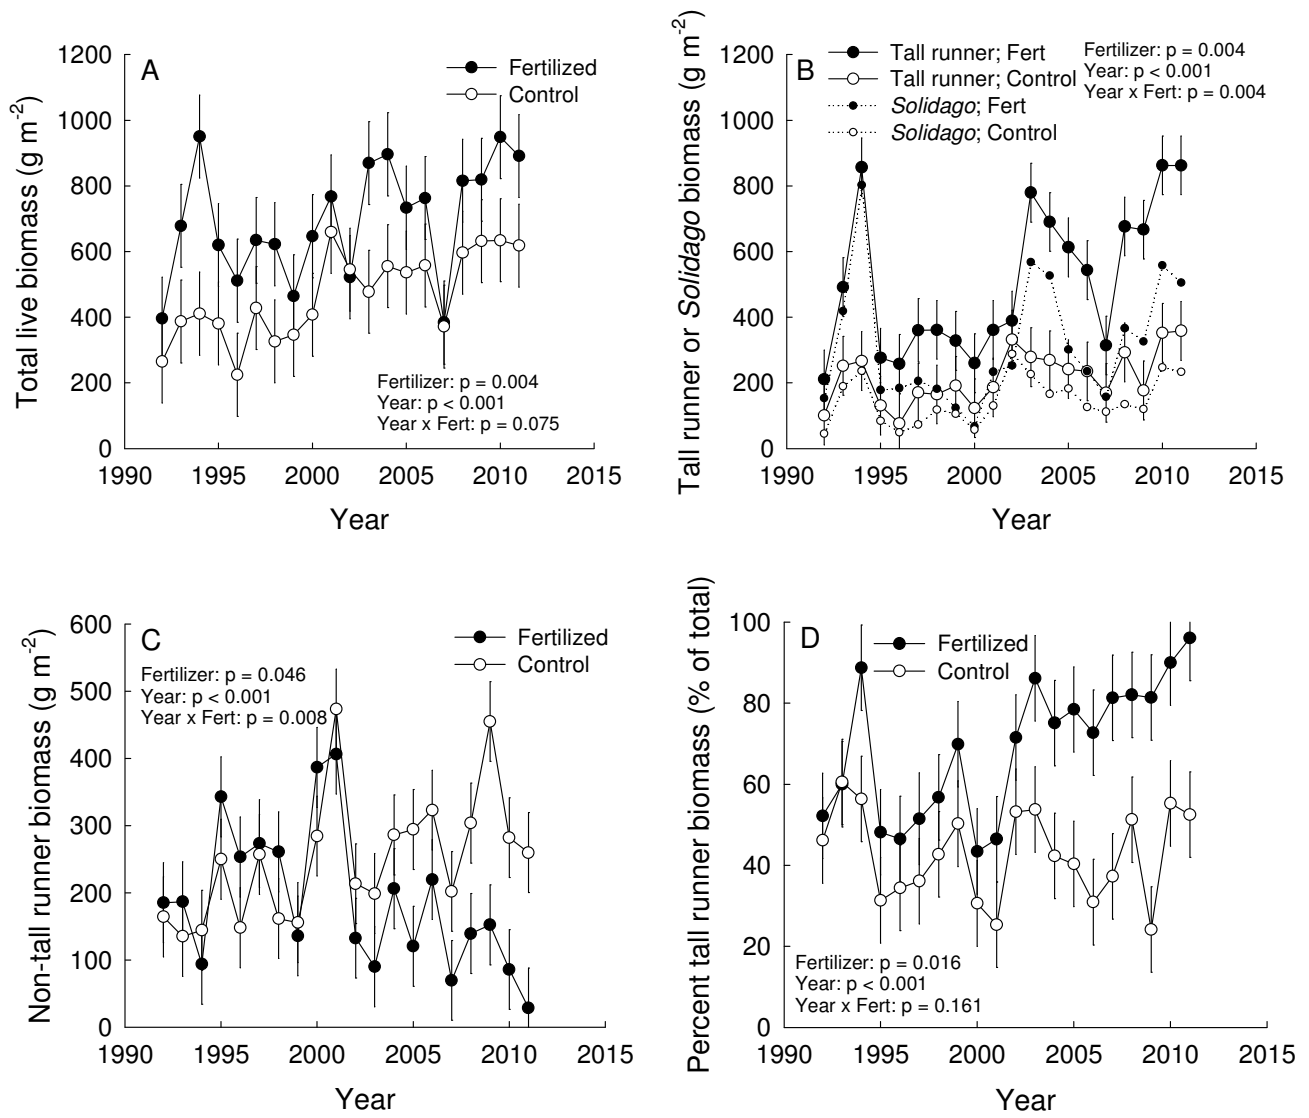 A
Fertilized
Control
1200
1000
800
600
400
200
0
Total live biomass (g m-2)
Fertilizer: p = 0.004
Year: p < 0.001
Year x Fert: p = 0.075
1990 1995 2000 2005 2010 2015
Year
B
Tall runner; Fert
Tall runner; Control
Solidago; Fert
Solidago; Control
Fertilizer: p = 0.004
Year: p < 0.001
Year x Fert: p = 0.004
1200
1000
800
600
400
200
0
Tall runner or Solidago biomass (g m-2)
1990 1995 2000 2005 2010 2015
Year
C
Fertilized
Control
Fertilizer: p = 0.046
Year: p < 0.001
Year x Fert: p = 0.008
600
500
400
300
200
100
0
Non-tall runner biomass (g m-2)
1990 1995 2000 2005 2010 2015
Year
D
Fertilized
Control
100
80
60
40
20
0
Percent tall runner biomass (% of total)
Fertilizer: p = 0.016
Year: p < 0.001
Year x Fert: p = 0.161
1990 1995 2000 2005 2010 2015
Year